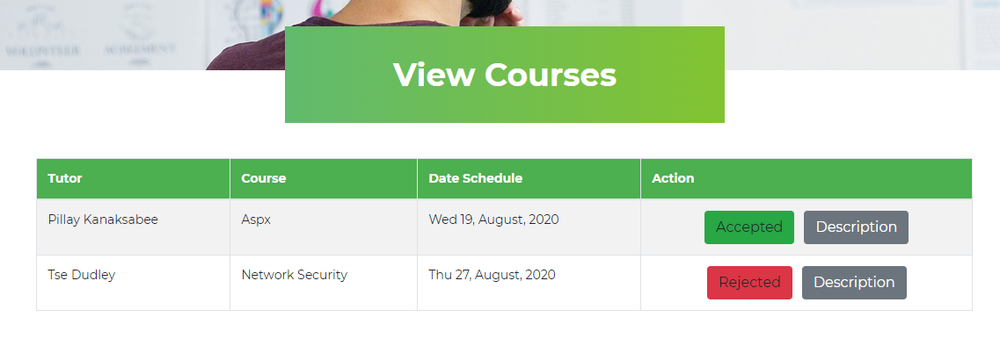 VOLUNTEER AGREEMENT
View Courses
Tutor Course Date Schedule Action
Pillay Kanaksabee Aspx Wed 19, August, 2020 Accepted Description
Tse Dudley Network Security Thu 27, August, 2020 Rejected Description